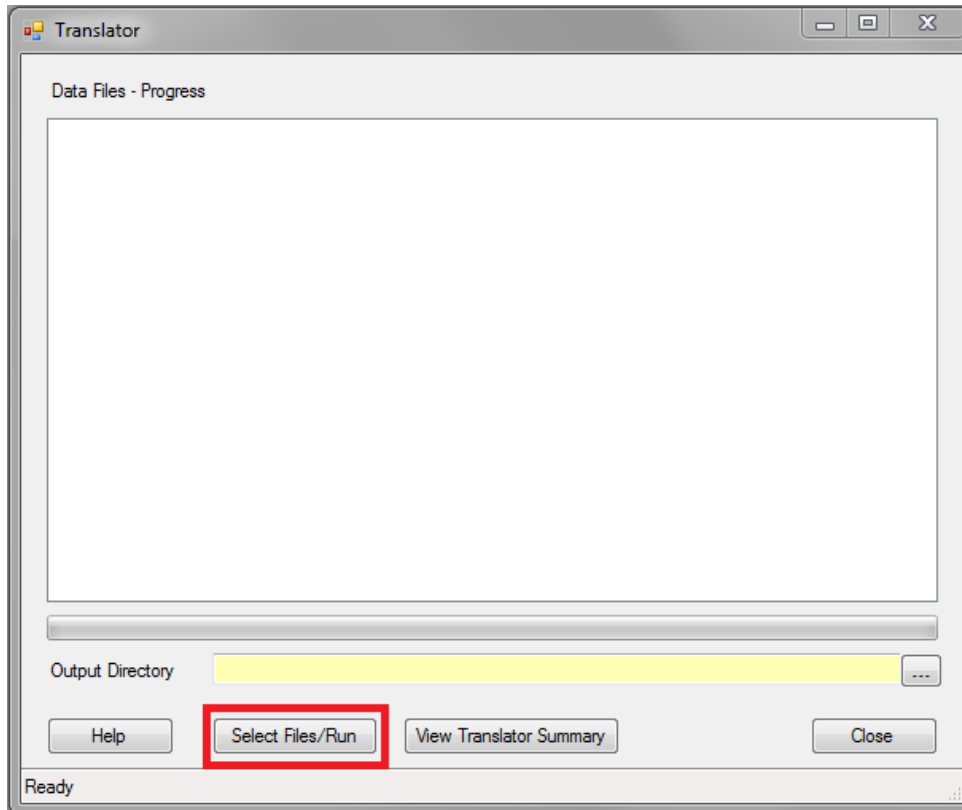 Translator
Data Files - Progress
Output Directory
...
Help
Select Files/Run
View Translator Summary
Close
Ready